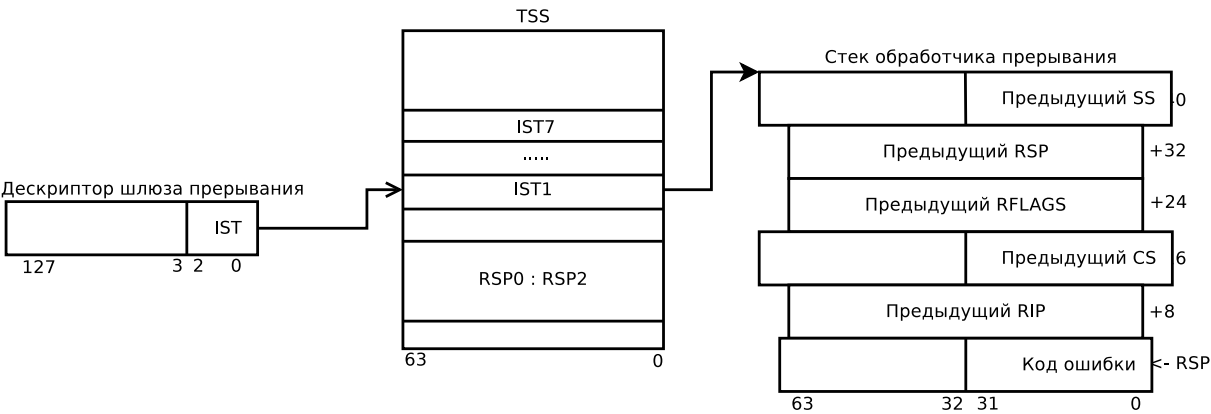 TSS
Стек обработчика прерывания
IST7
.....
IST1
RSP0 : RSP2
63 0
Дескриптор шлюза прерывания
IST
127 3 2 0
Предыдущий SS 0
Предыдущий RSP +32
Предыдущий RFLAGS +24
Предыдущий CS 6
Предыдущий RIP +8
Код ошибки <- RSP
63 32 31 0